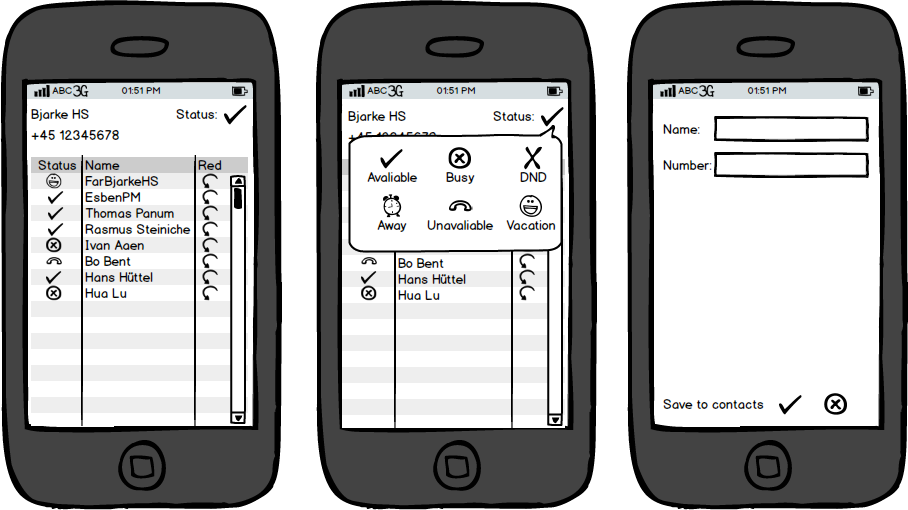 ABC 3G 01:51 PM
Bjarke HS Status:
+45 12345678
Status Name Red
FarBjarkeHS
EsbenPM
Thomas Panum
Rasmus Steiniche
Ivan Aaen
Bo Bent
Hans Hüttel
Hua Lu
ABC 3G 01:51 PM
Bjarke HS Status:
+45 12345678
Avaliable Busy DND
Away Unavaliable Vacation
Bo Bent
Hans Hüttel
Hua Lu
ABC 3G 01:51 PM
Name:
Number:
Save to contacts